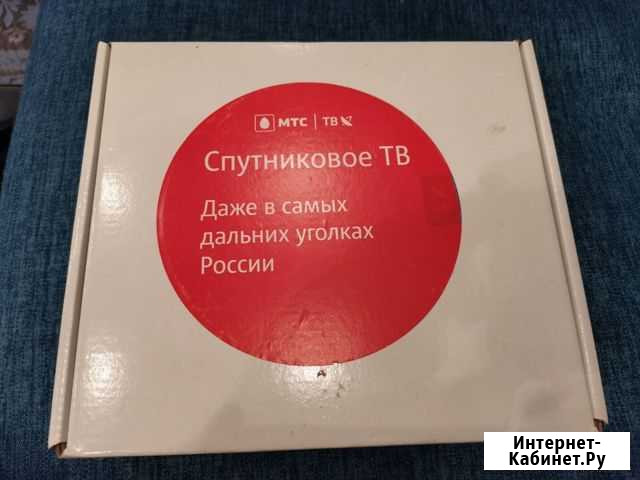 МТС | ТВ
Спутниковое ТВ
Даже в самых
дальних уголках
России
Интернет-
Кабинет.Ру